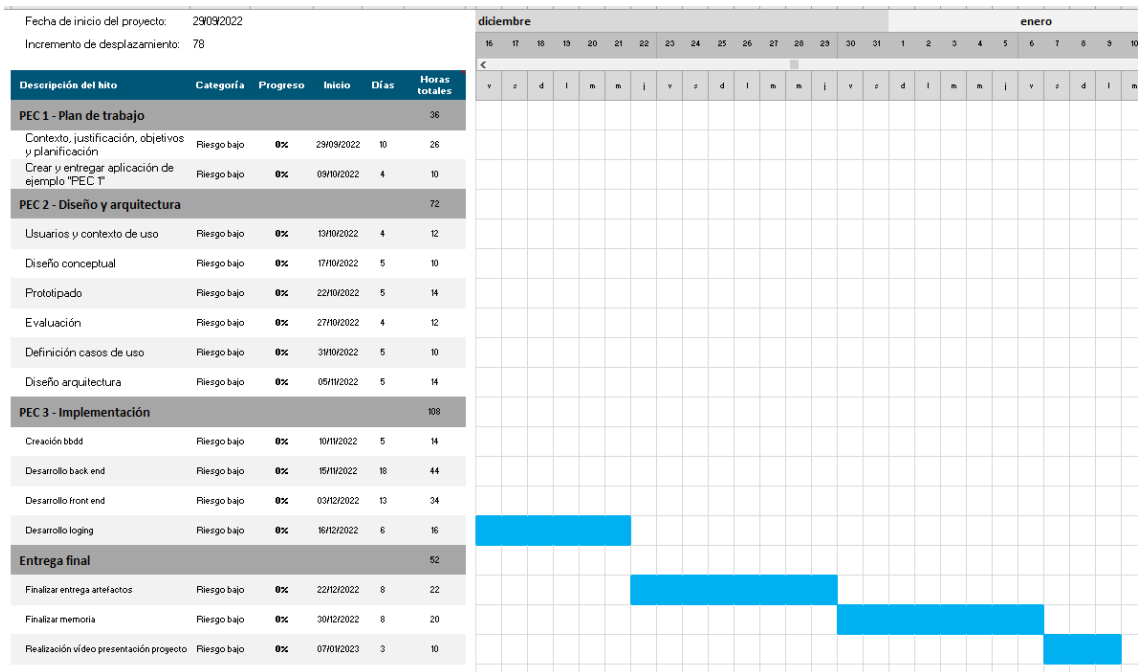 Fecha de inicio del proyecto: 29/09/2022 diciembre enero
Incremento de desplazamiento: 78 16 17 18 19 20 21 22 23 24 25 26 27 28 29 30 31 1 2 3 4 5 6 7 8 9 10
Descripción del hito Categoría Progreso Inicio Días Horas totales v s d l m m j v s d l m m j v s d l m m j v s d l m
PEC 1 - Plan de trabajo 36
Contexto, justificación, objetivos y planificación Riesgo bajo 0% 29/09/2022 10 26
Crear y entregar aplicación de ejemplo "PEC 1" Riesgo bajo 0% 09/10/2022 4 10
PEC 2 - Diseño y arquitectura 72
Usuarios y contexto de uso Riesgo bajo 0% 13/10/2022 4 12
Diseño conceptual Riesgo bajo 0% 17/10/2022 5 10
Prototipado Riesgo bajo 0% 22/10/2022 5 14
Evaluación Riesgo bajo 0% 27/10/2022 4 12
Definición casos de uso Riesgo bajo 0% 31/10/2022 5 10
Diseño arquitectura Riesgo bajo 0% 05/11/2022 5 14
PEC 3 - Implementación 108
Creación bbdd Riesgo bajo 0% 10/11/2022 5 14
Desarrollo back end Riesgo bajo 0% 15/11/2022 18 44
Desarrollo front end Riesgo bajo 0% 03/12/2022 13 34
Desarrollo loging Riesgo bajo 0% 16/12/2022 6 16
Entrega final 52
Finalizar entrega artefactos Riesgo bajo 0% 22/12/2022 8 22
Finalizar memoria Riesgo bajo 0% 30/12/2022 8 20
Realización vídeo presentación proyecto Riesgo bajo 0% 07/01/2023 3 10